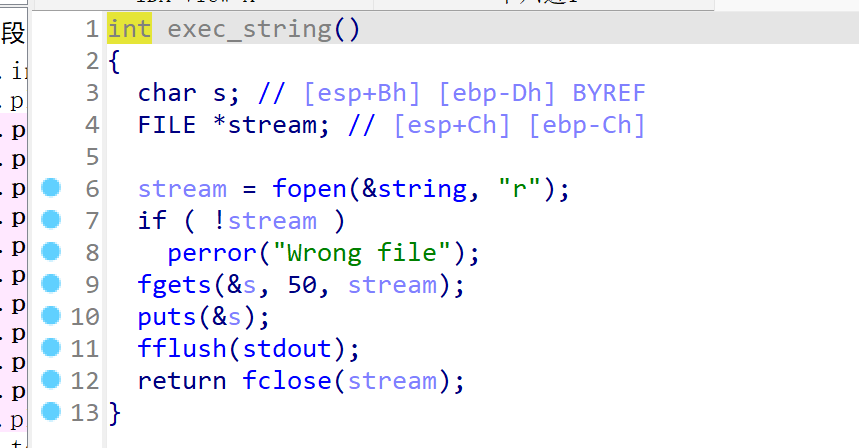 段
int exec_string()
{
char s; // [esp+Bh] [ebp-Dh] BYREF
FILE *stream; // [esp+Ch] [ebp-Ch]
stream = fopen(&string, "r");
if ( !stream )
perror("Wrong file");
fgets(&s, 50, stream);
puts(&s);
fflush(stdout);
return fclose(stream);
}
1
2
3
4
5
6
7
8
9
10
11
12
13
.p
.p
.p
.p
.p
.p
.p
.p
.p
.p
.p
.p